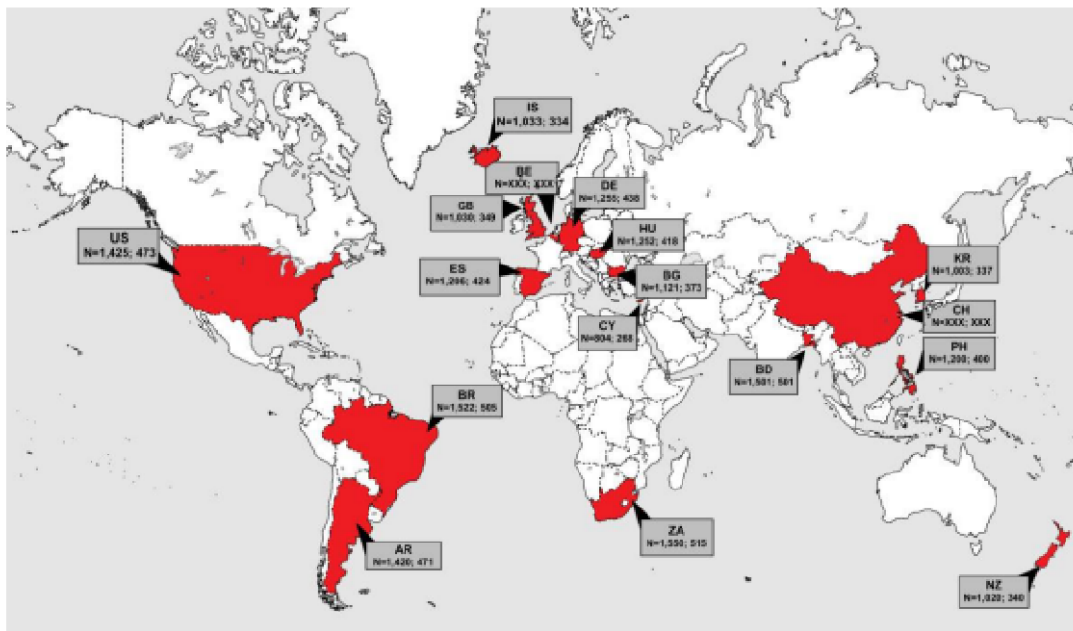 IS
N=1,033; 334
BE
N=XXX; XXX
DE
N=1,255; 438
GB
N=1,030; 349
HU
N=1,252; 418
US
N=1,425; 473
KR
N=1,003; 337
ES
N=1,206; 424
BG
N=1,121; 373
CH
N=XXX; XXX
CY
N=804; 268
PH
N=1,200; 400
BD
N=1,501; 501
BR
N=1,522; 505
ZA
N=1,550; 515
AR
N=1,420; 471
NZ
N=1,020; 340